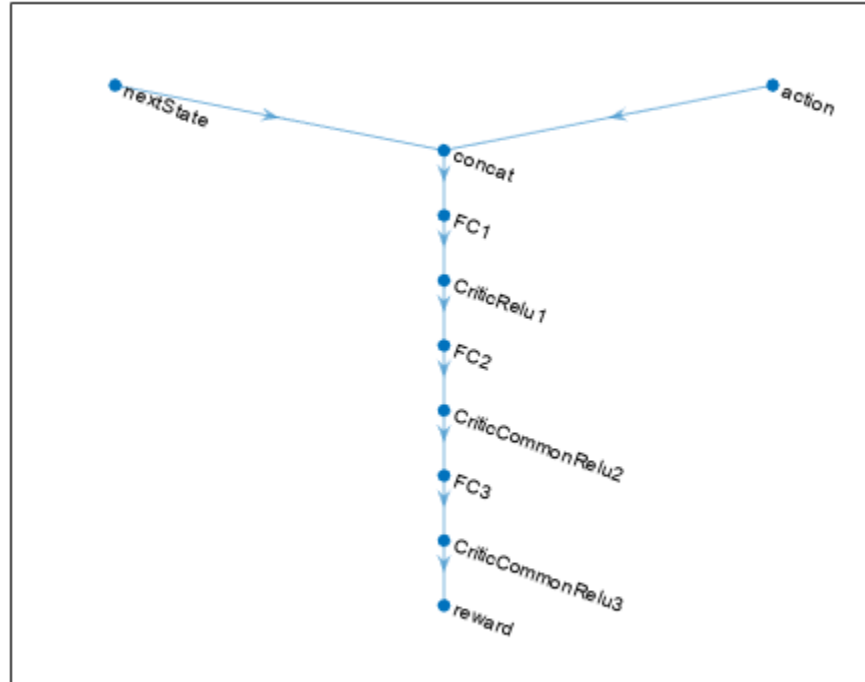 nextState
action
concat
FC1
CriticRelu1
FC2
CriticCommonRelu2
FC3
CriticCommonRelu3
reward